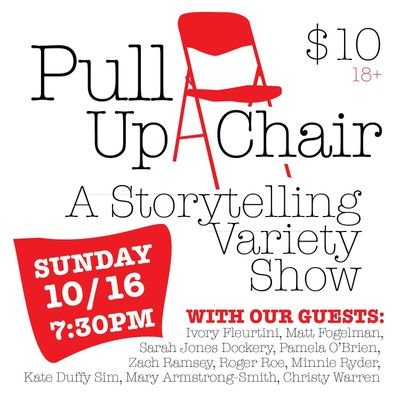 $10
18+
Pull
Up A Chair
A Storytelling
Variety
Show
SUNDAY
10/16
7:30PM
WITH OUR GUESTS:
Ivory Fleurtini, Matt Fogelman,
Sarah Jones Dockery, Pamela O'Brien,
Zach Ramsey, Roger Roe, Minnie Ryder,
Kate Duffy Sim, Mary Armstrong-Smith, Christy Warren